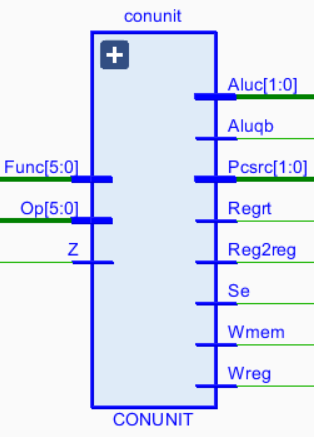 conunit
Aluc[1:0]
Aluqb
Func[5:0]
Pcsrc[1:0]
Op[5:0]
Regrt
Z
Reg2reg
Se
Wmem
Wreg
CONUNIT